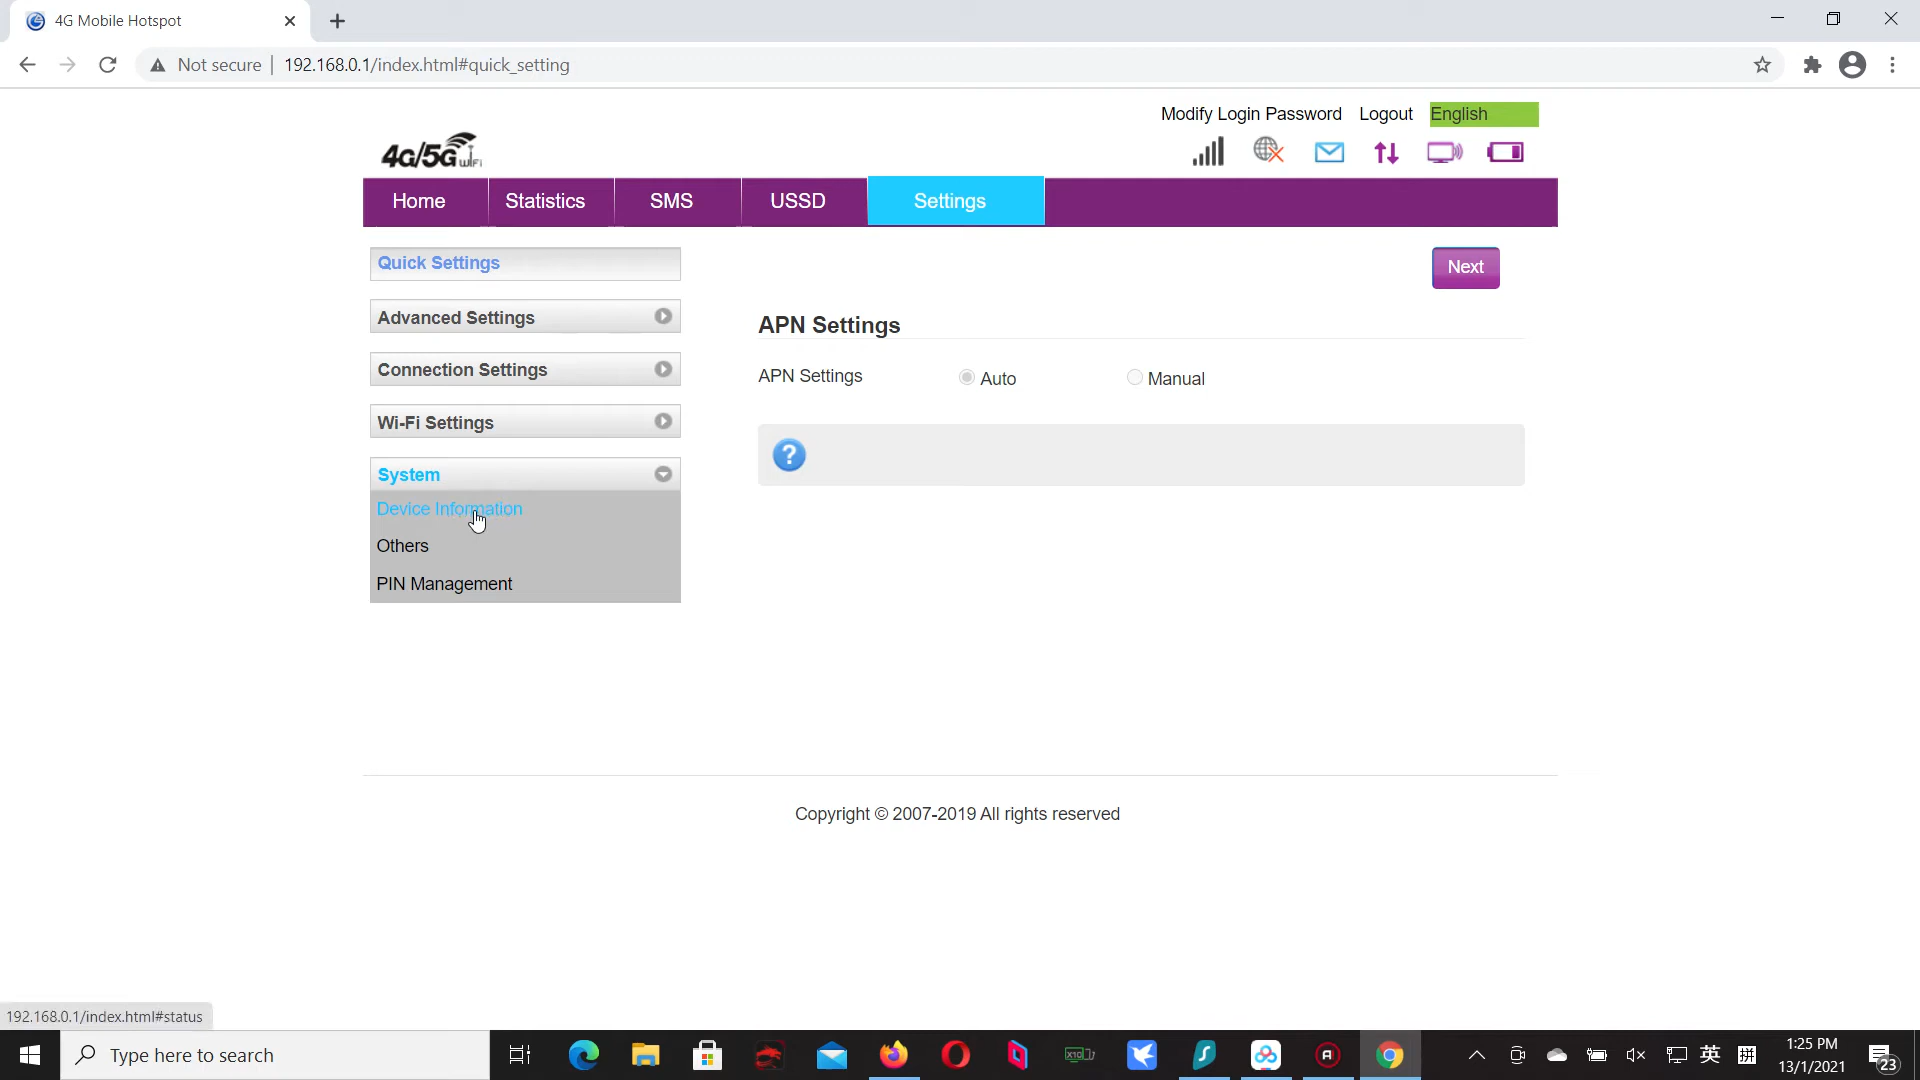 4G Mobile Hotspot
Not secure | 192.168.0.1/index.html#quick_setting
Modify Login Password Logout English
4G/5G WiFi
Home Statistics SMS USSD Settings
Quick Settings
Next
Advanced Settings
APN Settings
Connection Settings
APN Settings Auto Manual
Wi-Fi Settings
?
System
Device Information
Others
PIN Management
Copyright © 2007-2019 All rights reserved
192.168.0.1/index.html#status
Type here to search
英 拼
1:25 PM
13/1/2021
23